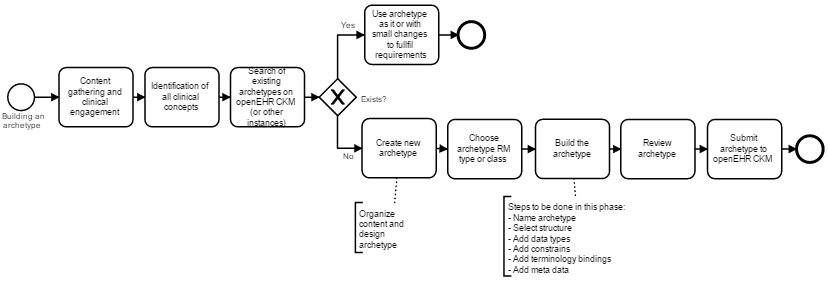 Building an
archetype
Content
gathering and
clinical
engagement
Identification of
all clinical
concepts
Search of
existing
archetypes on
openEHR CKM
(or other
instances)
Exists?
Yes
Use archetype
as it or with
small changes
to fullfil
requirements
No
Create new
archetype
Organize
content and
design
archetype
Choose
archetype RM
type or class
Build the
archetype
Steps to be done in this phase:
- Name archetype
- Select structure
- Add data types
- Add constrains
- Add terminology bindings
- Add meta data
Review
archetype
Submit
archetype to
openEHR CKM